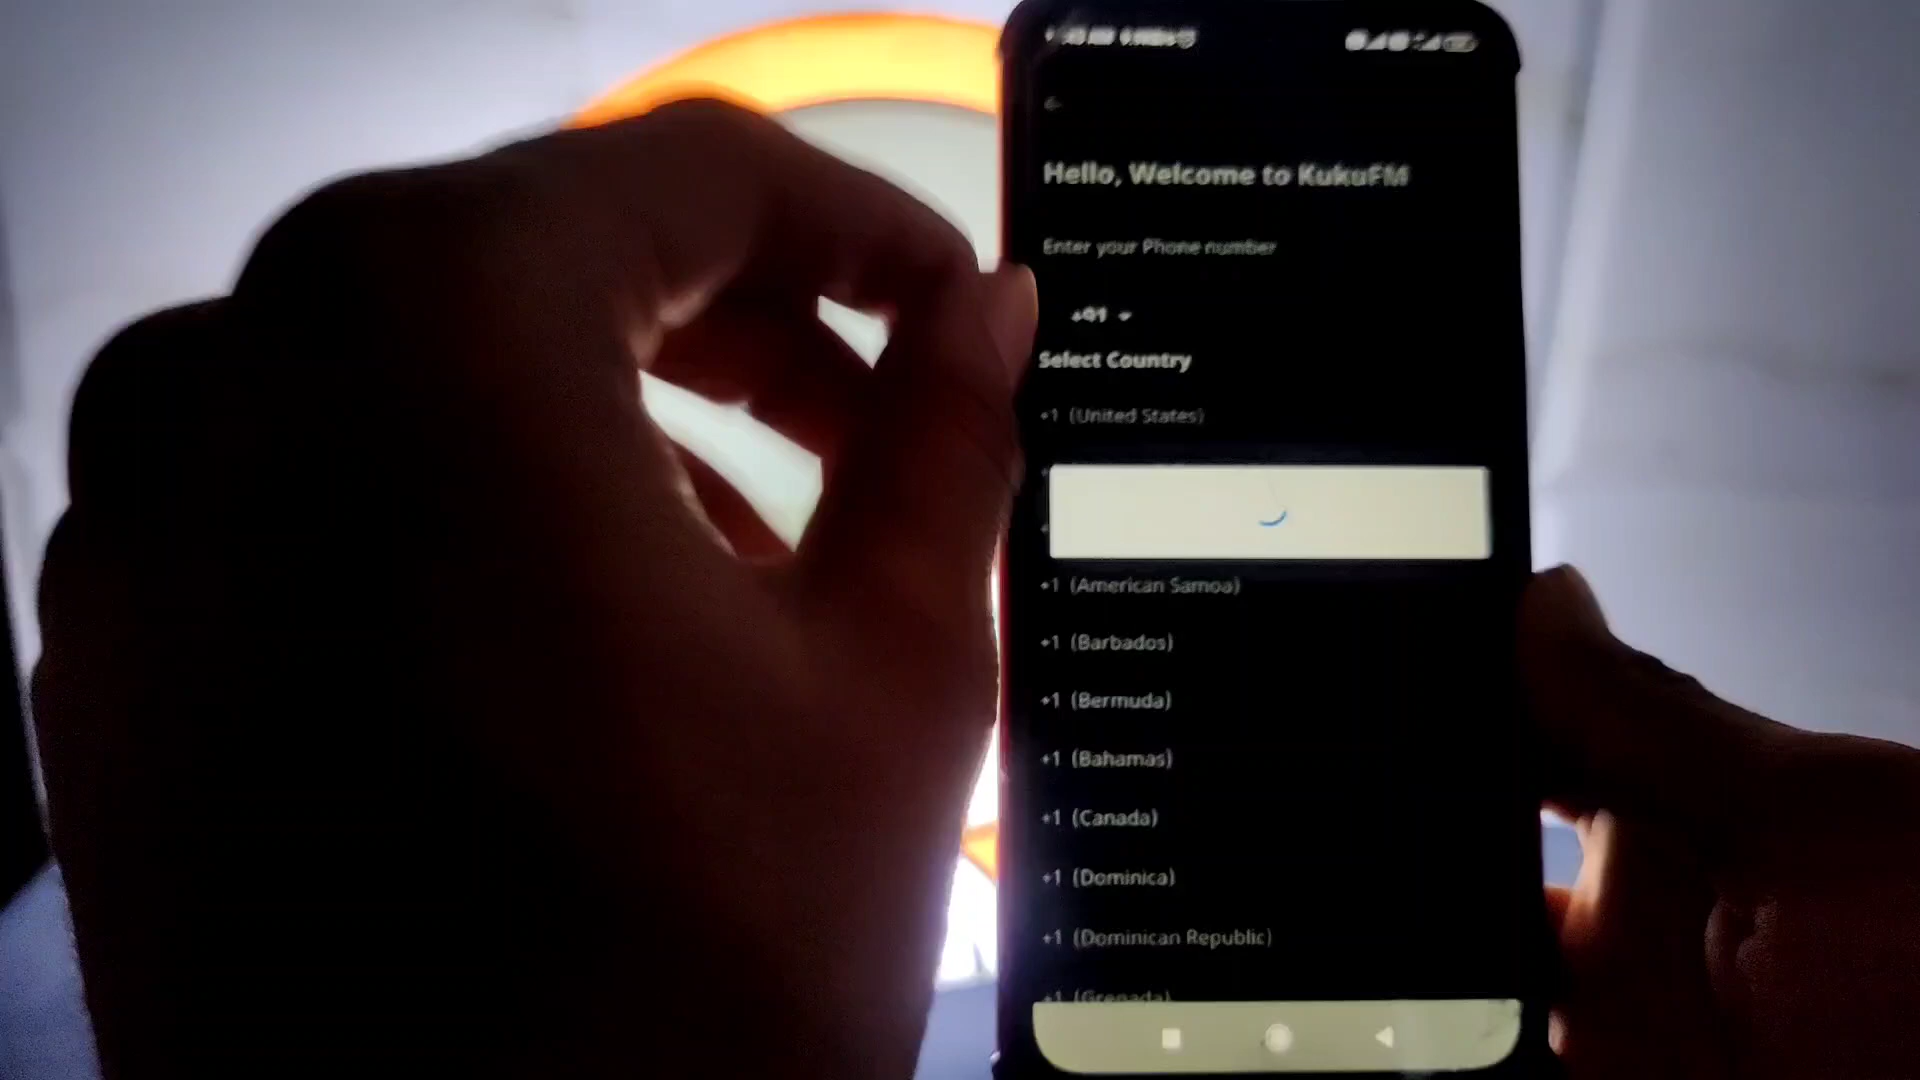 Hello, Welcome to KukuFM
Enter your Phone number
+91
Select Country
+1 (United States)
+1 (American Samoa)
+1 (Barbados)
+1 (Bermuda)
+1 (Bahamas)
+1 (Canada)
+1 (Dominica)
+1 (Dominican Republic)
+1 (Grenada)